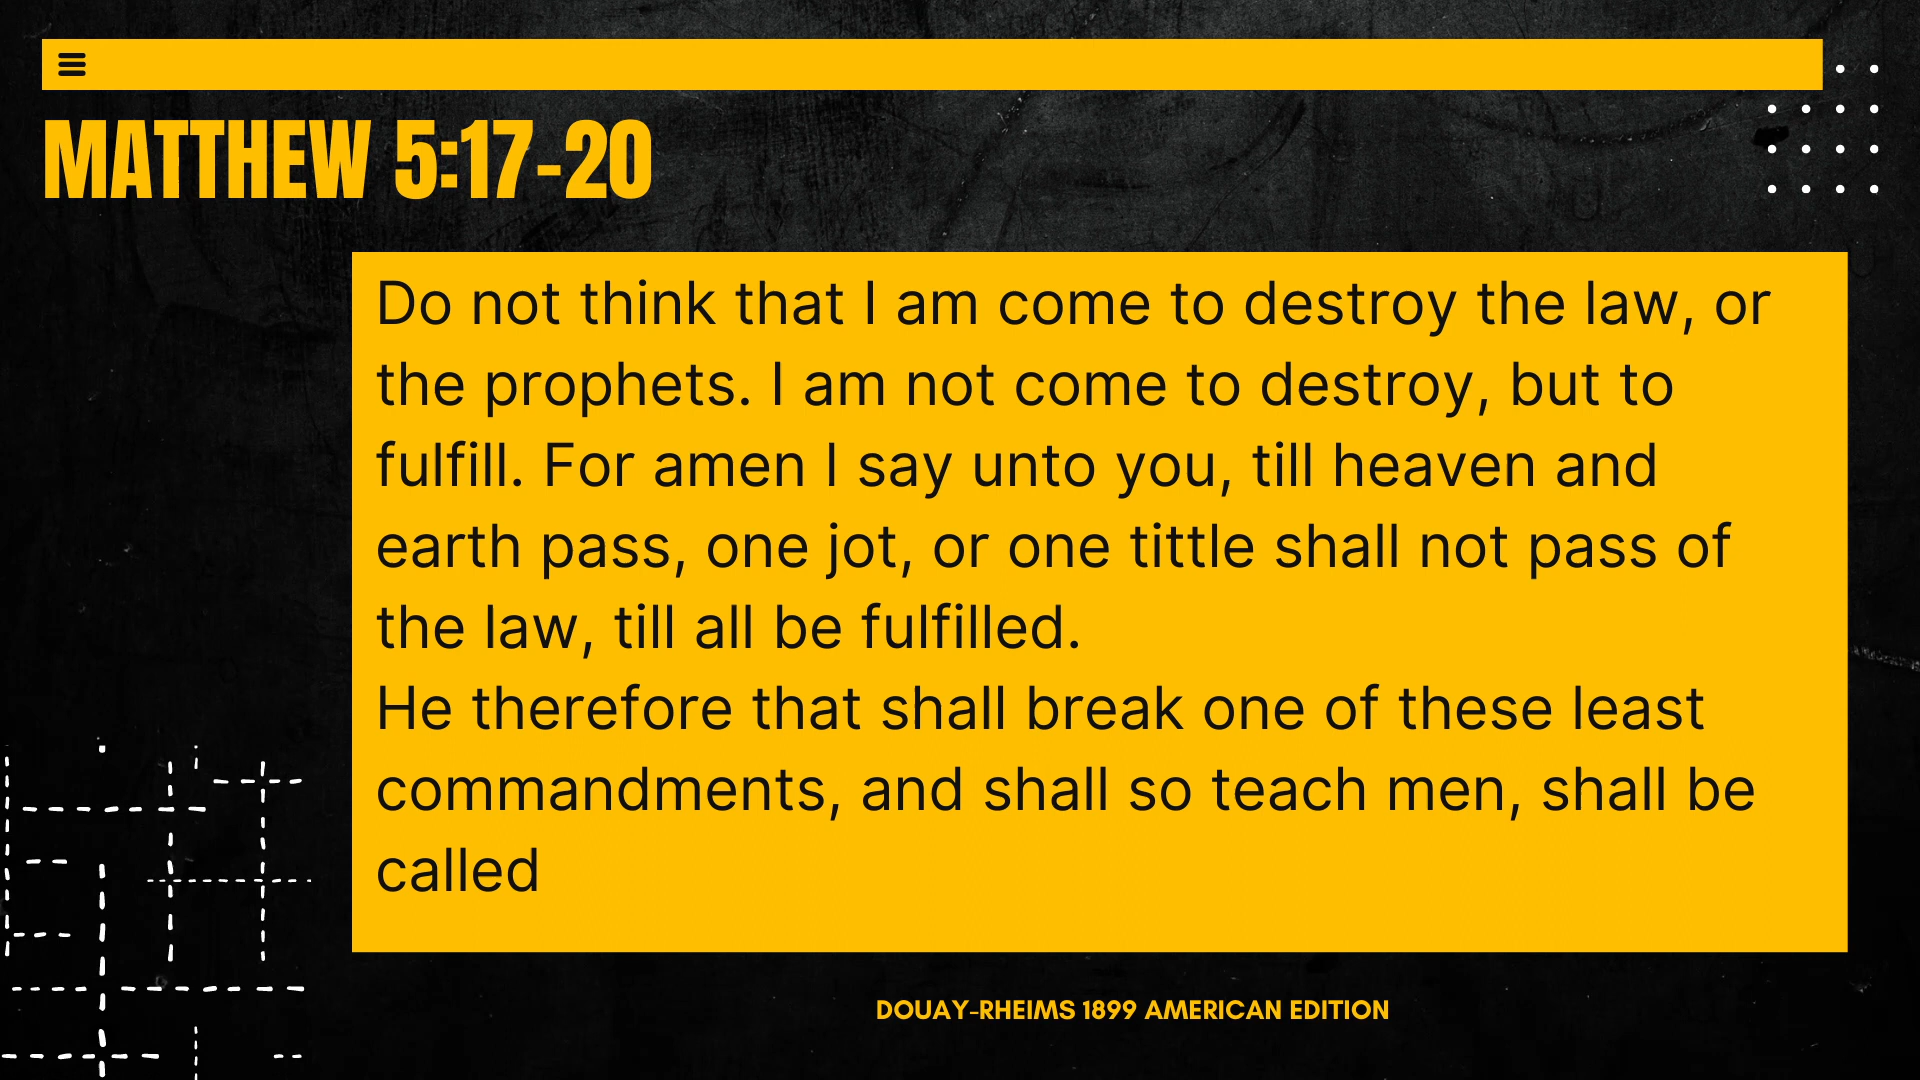 MATTHEW 5:17-20
Do not think that I am come to destroy the law, or
the prophets. I am not come to destroy, but to
fulfill. For amen I say unto you, till heaven and
earth pass, one jot, or one tittle shall not pass of
the law, till all be fulfilled.
He therefore that shall break one of these least
commandments, and shall so teach men, shall be
called
DOUAY-RHEIMS 1899 AMERICAN EDITION